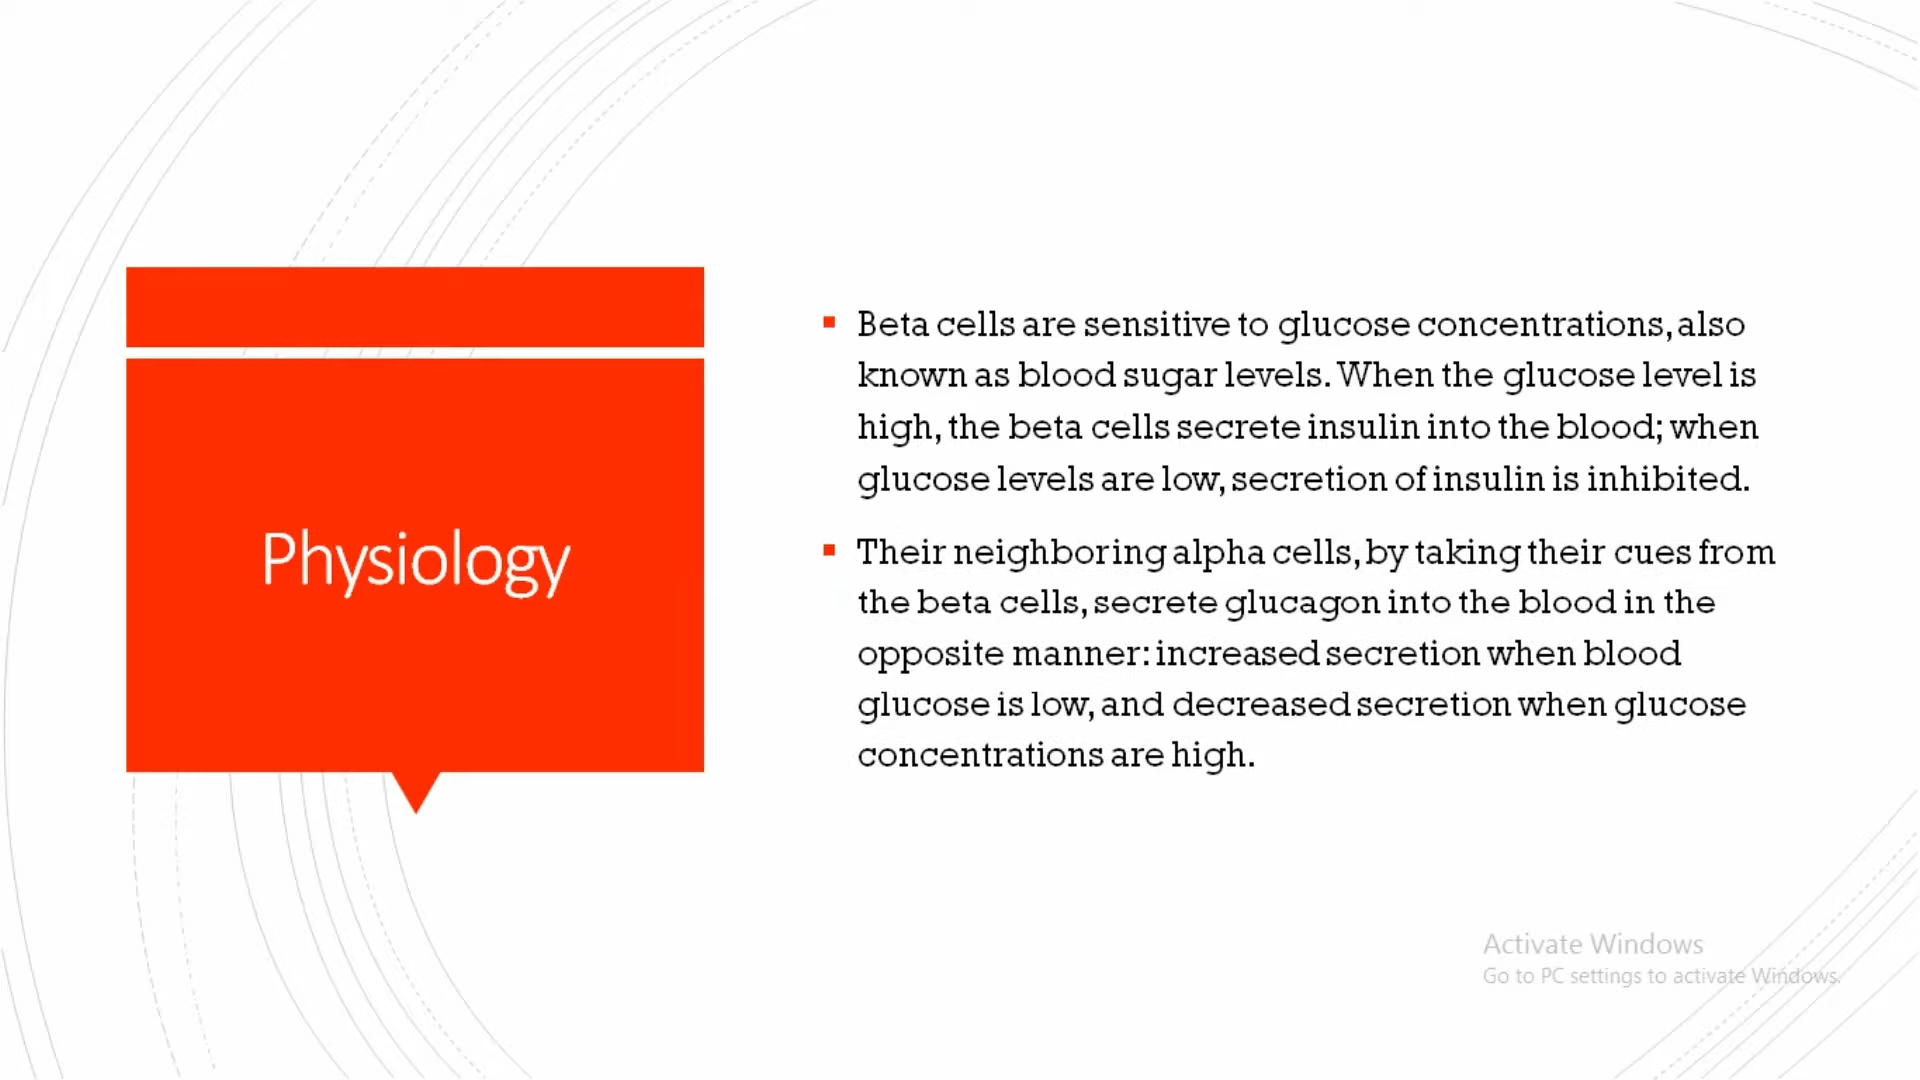 Physiology
Beta cells are sensitive to glucose concentrations, also
known as blood sugar levels. When the glucose level is
high, the beta cells secrete insulin into the blood; when
glucose levels are low, secretion of insulin is inhibited.
Their neighboring alpha cells, by taking their cues from
the beta cells, secrete glucagon into the blood in the
opposite manner: increased secretion when blood
glucose is low, and decreased secretion when glucose
concentrations are high.
Activate Windows
Go to PC settings to activate Windows.